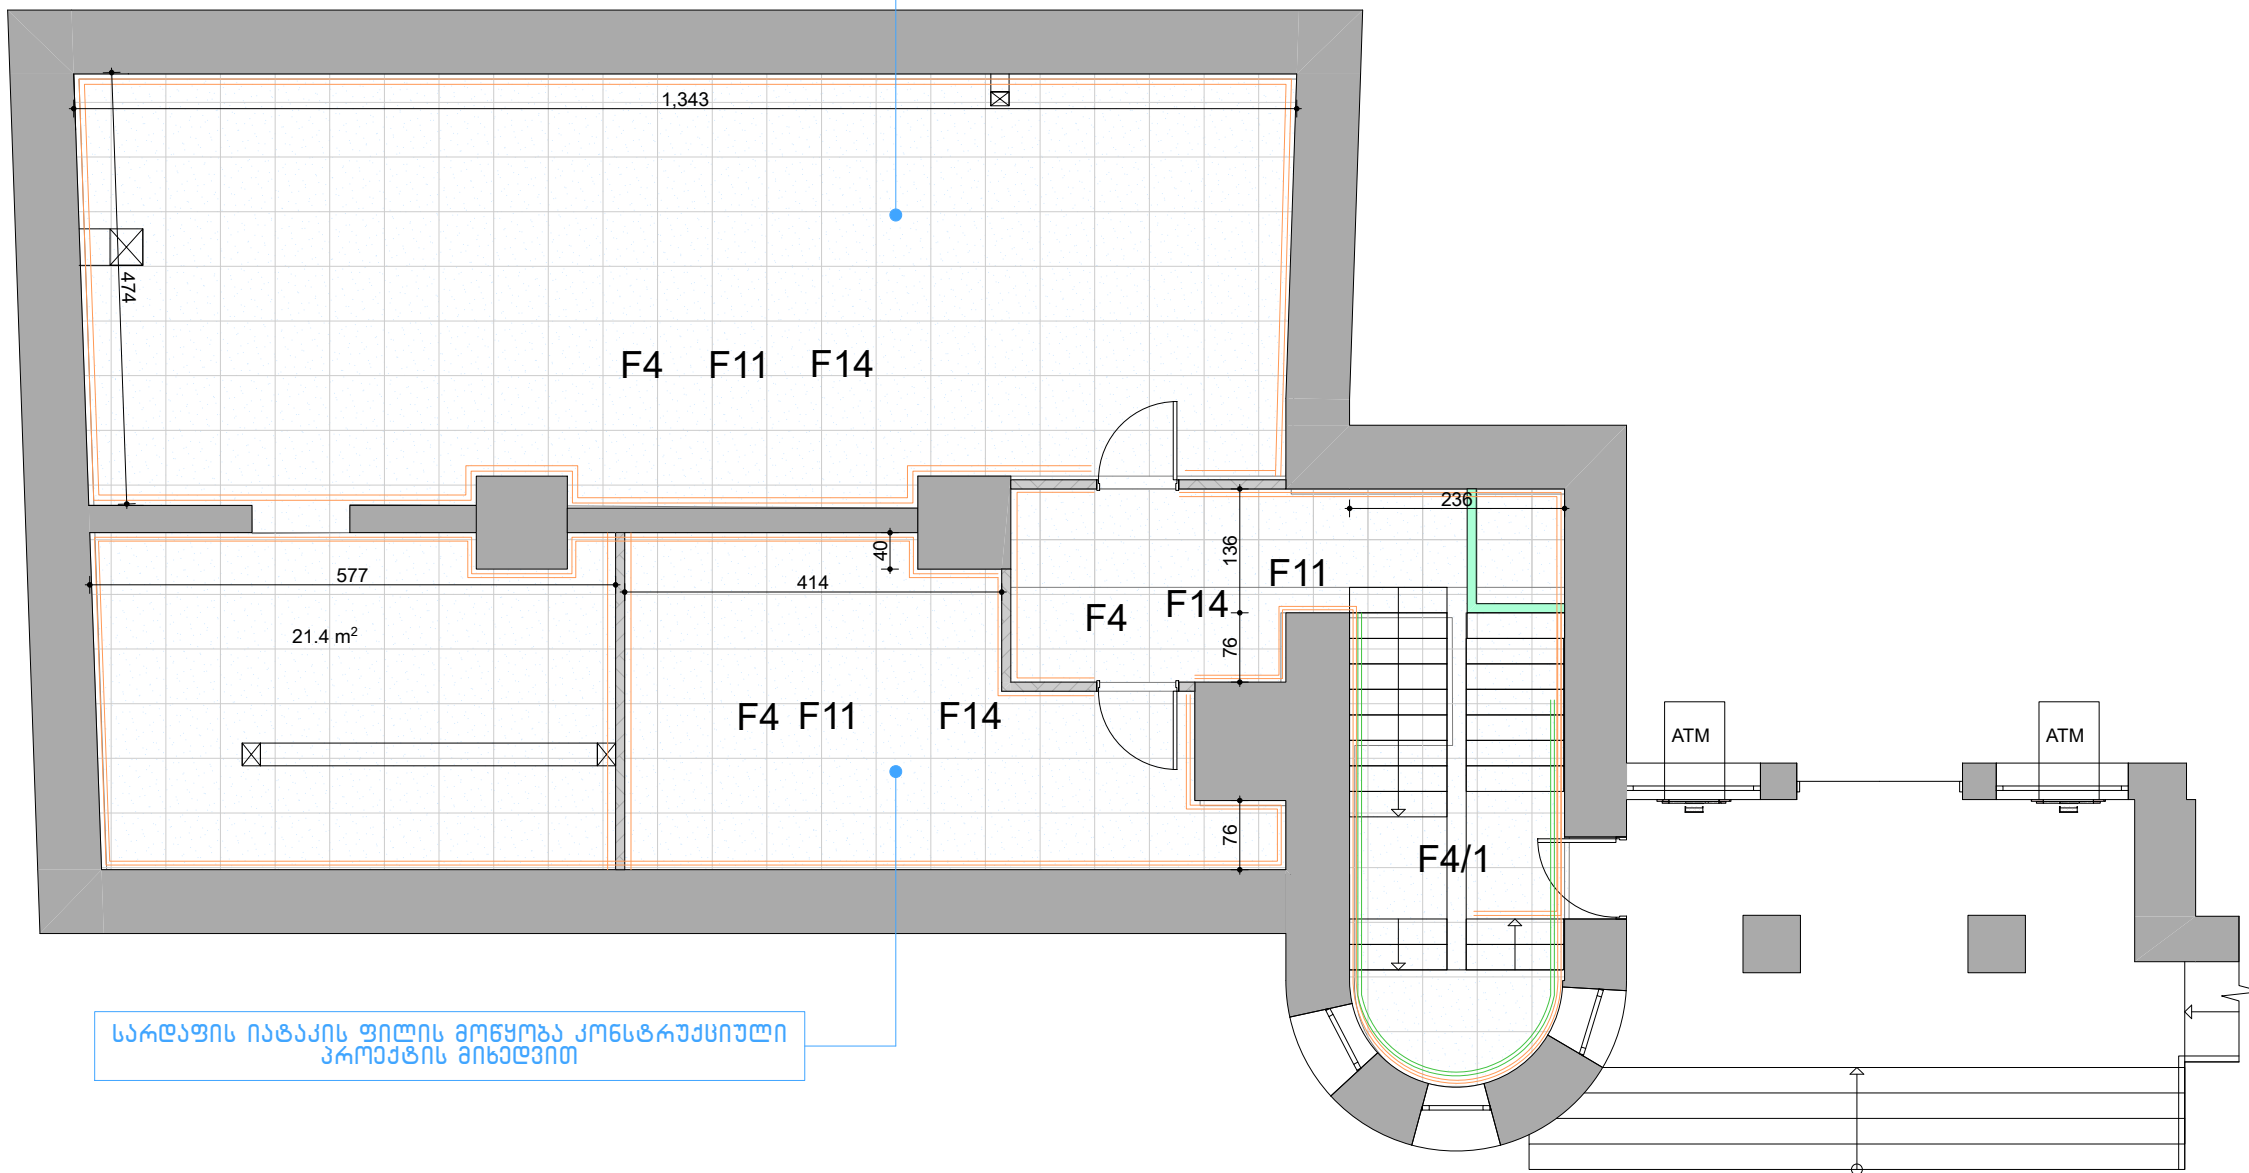 1,343
474
F4 F11 F14
236
136
40
577
414
F11
F4 F14
21.4 m²
76
F4 F11 F14
ATM
ATM
76
F4/1
სარდაფის იატაკის ფილის მოწყობა კონსტრუქციული
პროექტის მიხედვით